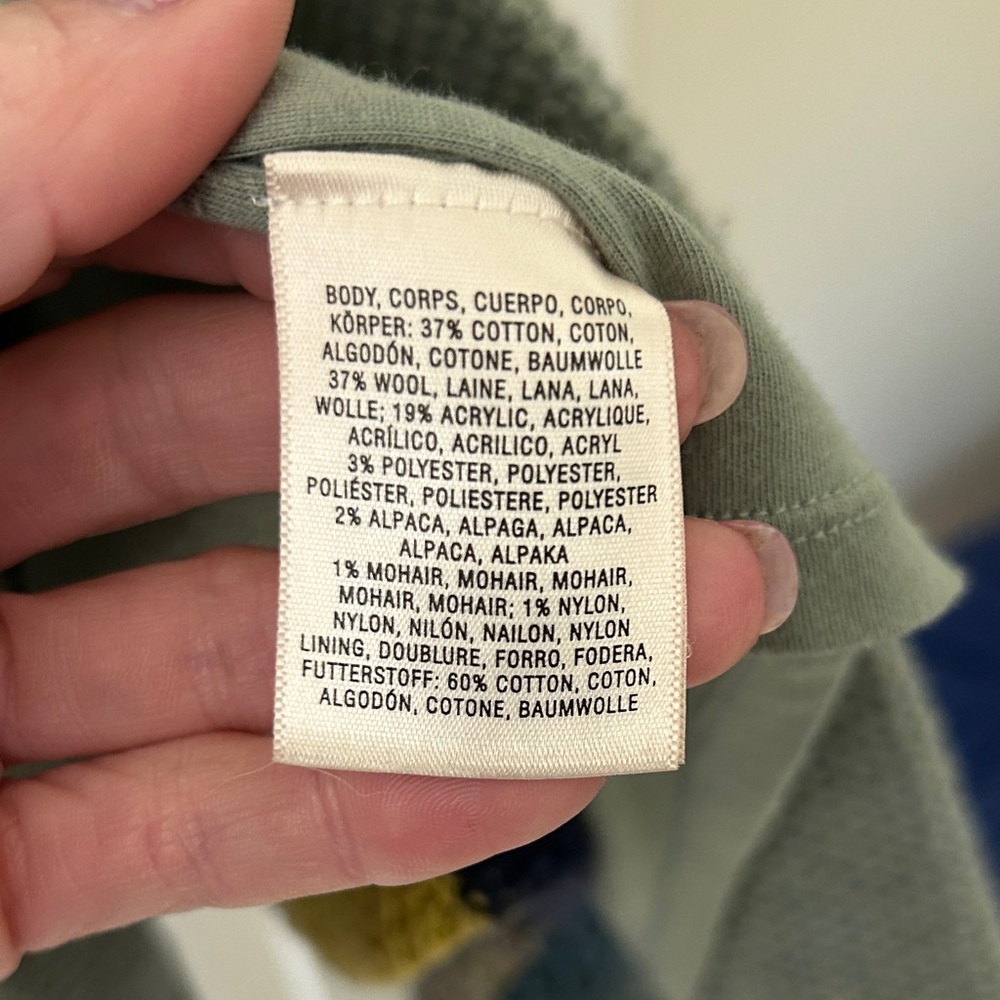 BODY, CORPS, CUERPO, CORPO,
KÖRPER: 37% COTTON, COTON,
ALGODÓN, COTONE, BAUMWOLLE
37% WOOL, LAINE, LANA, LANA,
WOLLE; 19% ACRYLIC, ACRYLIQUE,
ACRÍLICO, ACRILICO, ACRYL
3% POLYESTER, POLYESTER,
POLIÉSTER, POLIESTERE, POLYESTER
2% ALPACA, ALPAGA, ALPACA,
ALPACA, ALPAKA
1% MOHAIR, MOHAIR, MOHAIR,
MOHAIR, MOHAIR; 1% NYLON,
NYLON, NILÓN, NAILON, NYLON
LINING, DOUBLURE, FORRO, FODERA,
FUTTERSTOFF: 60% COTTON, COTON,
ALGODÓN, COTONE, BAUMWOLLE